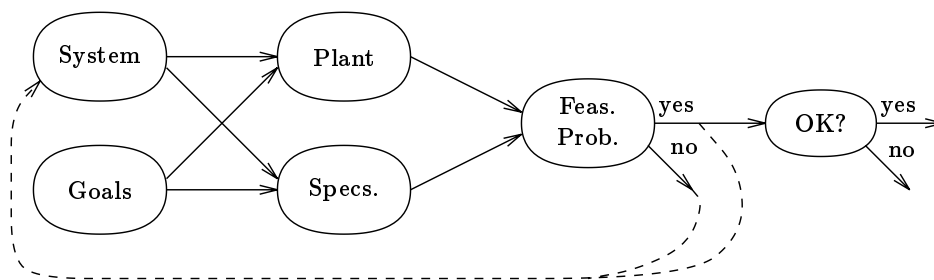 System
Plant
Goals
Specs.
Feas.
Prob.
yes
no
OK?
yes
no